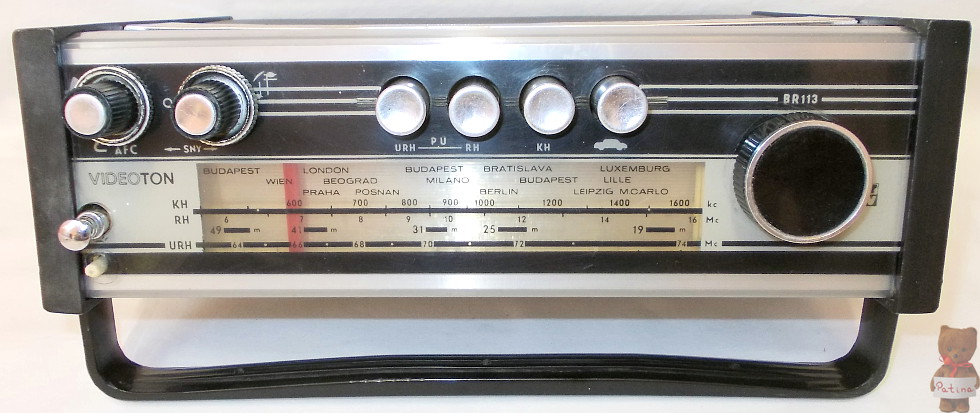 BR113
AFC
SNY
URH PU RH KH
VIDEOTON
BUDAPEST LONDON BUDAPEST BRATISLAVA LUXEMBURG
WIEN BEOGRAD MILANO BUDAPEST LILLE
PRAHA POSNAN BERLIN LEIPZIG M.CARLO
KH 600 700 800 900 1000 1200 1400 1600 kc
RH 6 7 8 9 10 12 14 16 Mc
49 m 41 m 31 m 25 m 19 m
URH 64 66 68 70 72 74 Mc
Patina